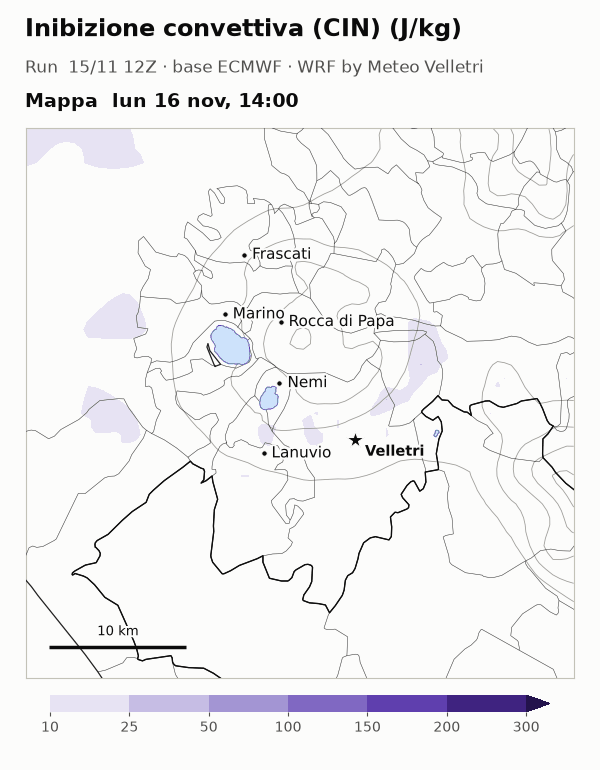 Inibizione convettiva (CIN) (J/kg)
Run  15/11 12Z · base ECMWF · WRF by Meteo Velletri
Mappa  lun 16 nov, 14:00
Frascati
Marino
Rocca di Papa
Nemi
Velletri
Lanuvio
10 km
10 25 50 100 150 200 300